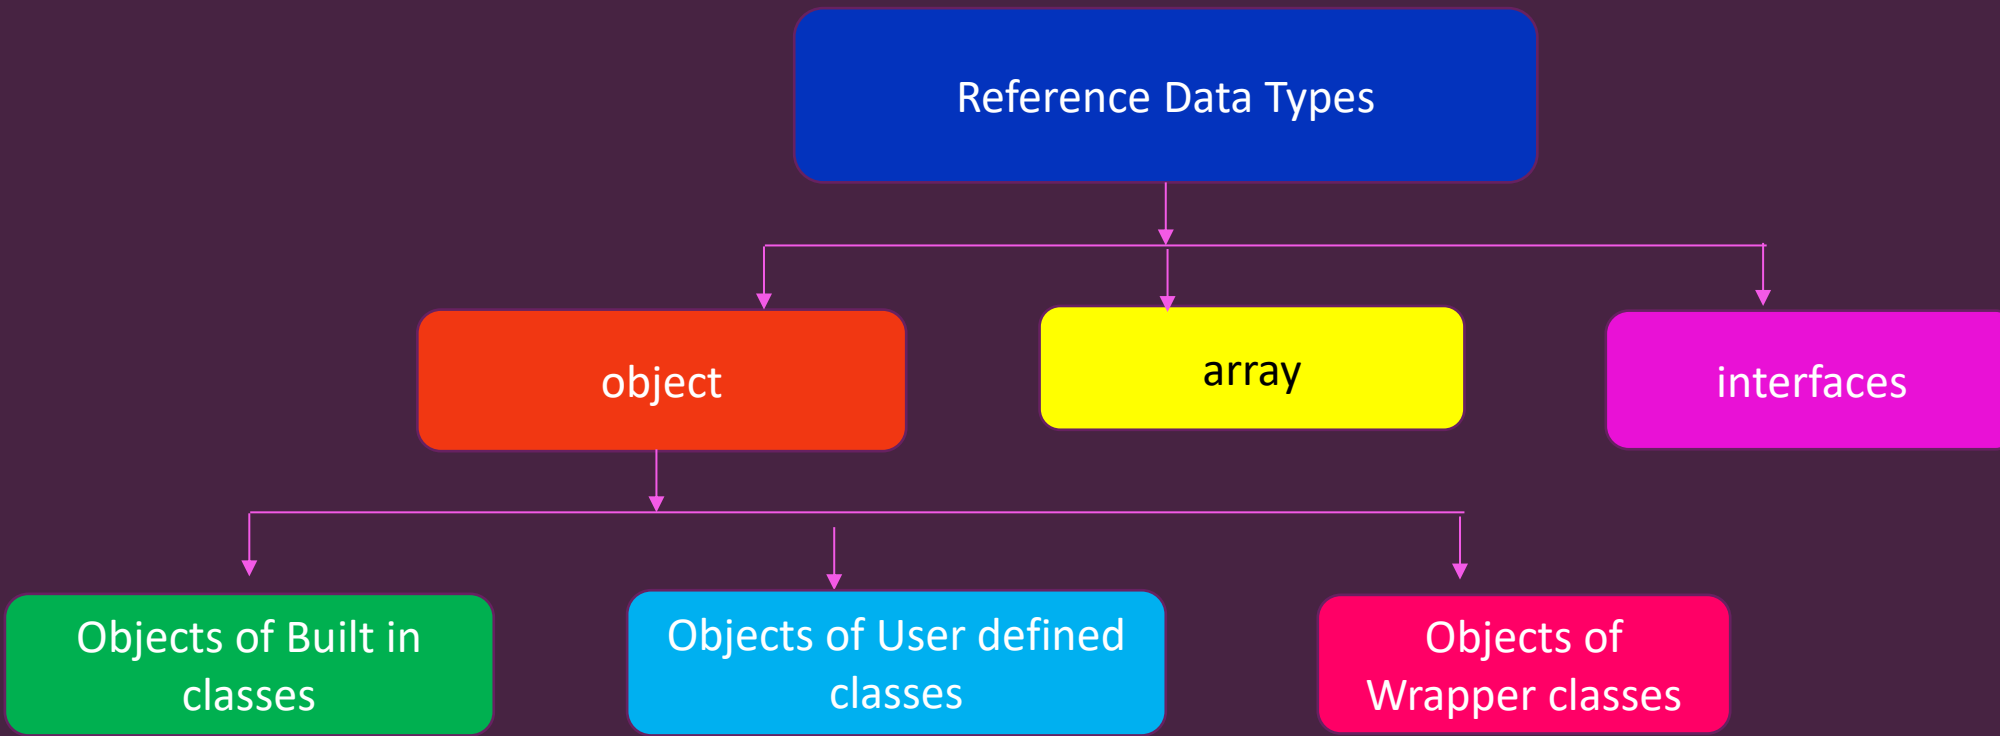 Reference Data Types
object
array
interfaces
Objects of Built in
classes
Objects of User defined
classes
Objects of
Wrapper classes